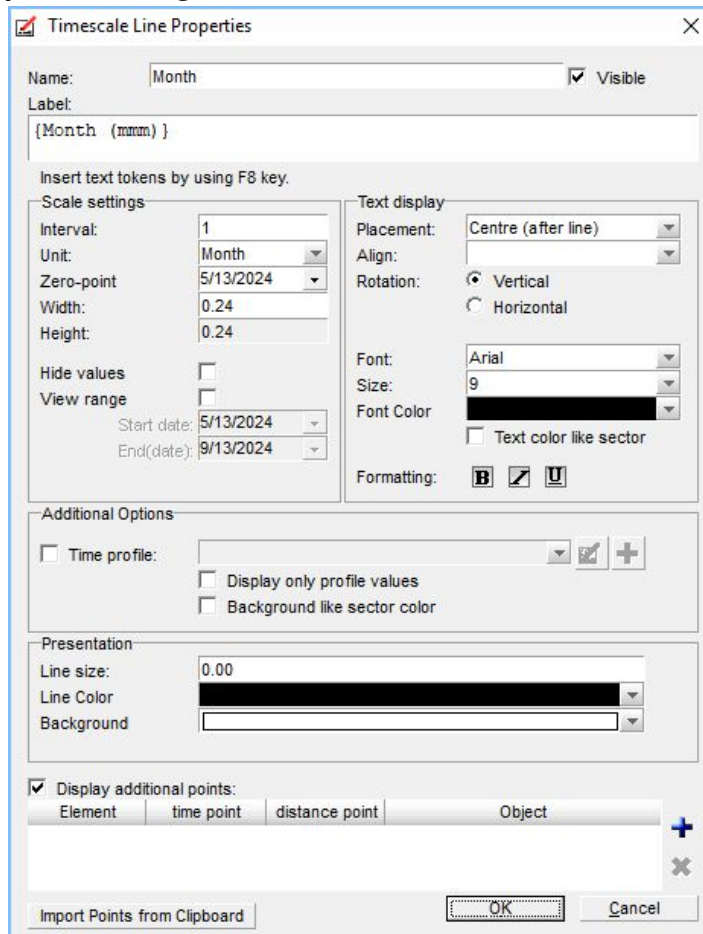 Timescale Line Properties
Name: Month Visible
Label:
{Month (mmm)}
Insert text tokens by using F8 key.
Scale settings
Interval: 1
Unit: Month
Zero-point 5/13/2024
Width: 0.24
Height: 0.24
Hide values
View range
Start date: 5/13/2024
End(date): 9/13/2024
Text display
Placement: Centre (after line)
Align:
Rotation: Vertical
Horizontal
Font: Arial
Size: 9
Font Color
Text color like sector
Formatting: B I U
Additional Options
Time profile:
Display only profile values
Background like sector color
Presentation
Line size: 0.00
Line Color
Background
Display additional points:
Element time point distance point Object
Import Points from Clipboard OK Cancel